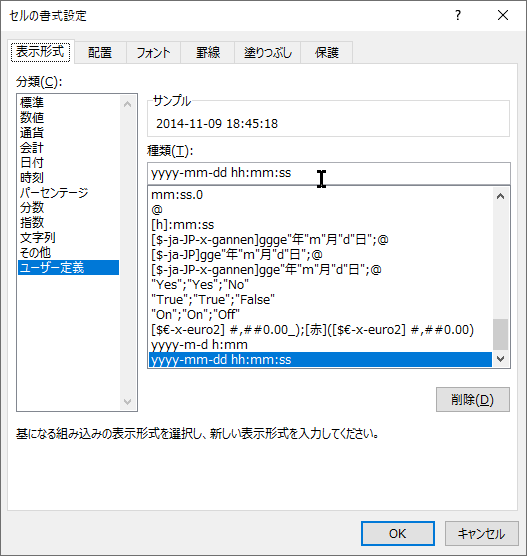 セルの書式設定
表示形式 配置 フォント 罫線 塗りつぶし 保護
分類(C):
標準
数値
通貨
会計
日付
時刻
パーセンテージ
分数
指数
文字列
その他
ユーザー定義
サンプル
2014-11-09 18:45:18
種類(T):
yyyy-mm-dd hh:mm:ss
mm:ss.0
@
[h]:mm:ss
[$-ja-JP-x-gannen]ggge"年"m"月"d"日";@
[$-ja-JP]gge"年"m"月"d"日";@
[$-ja-JP-x-gannen]gge"年"m"月"d"日";@
"Yes";"Yes";"No"
"True";"True";"False"
"On";"On";"Off"
[$€-x-euro2] #,##0.00_);[赤]([$€-x-euro2] #,##0.00)
yyyy-m-d h:mm
yyyy-mm-dd hh:mm:ss
削除(D)
基になる組み込みの表示形式を選択し、新しい表示形式を入力してください。
OK キャンセル